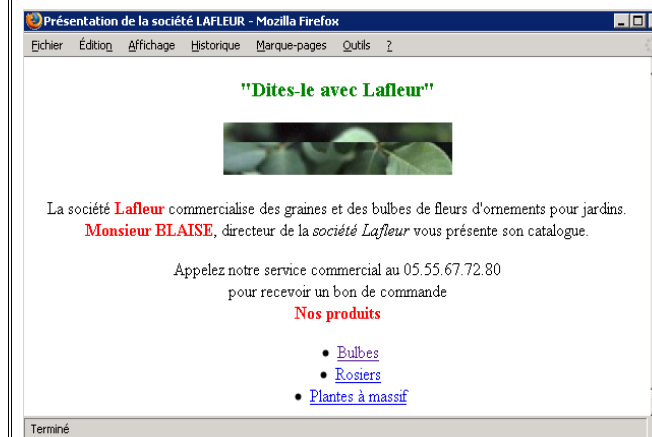 Présentation de la société LAFLEUR - Mozilla Firefox
Fichier Édition Affichage Historique Marque-pages Outils ?
"Dites-le avec Lafleur"
La société Lafleur commercialise des graines et des bulbes de fleurs d'ornements pour jardins.
Monsieur BLAISE, directeur de la société Lafleur vous présente son catalogue.
Appelez notre service commercial au 05.55.67.72.80
pour recevoir un bon de commande
Nos produits
• Bulbes
• Rosiers
• Plantes à massif
Terminé